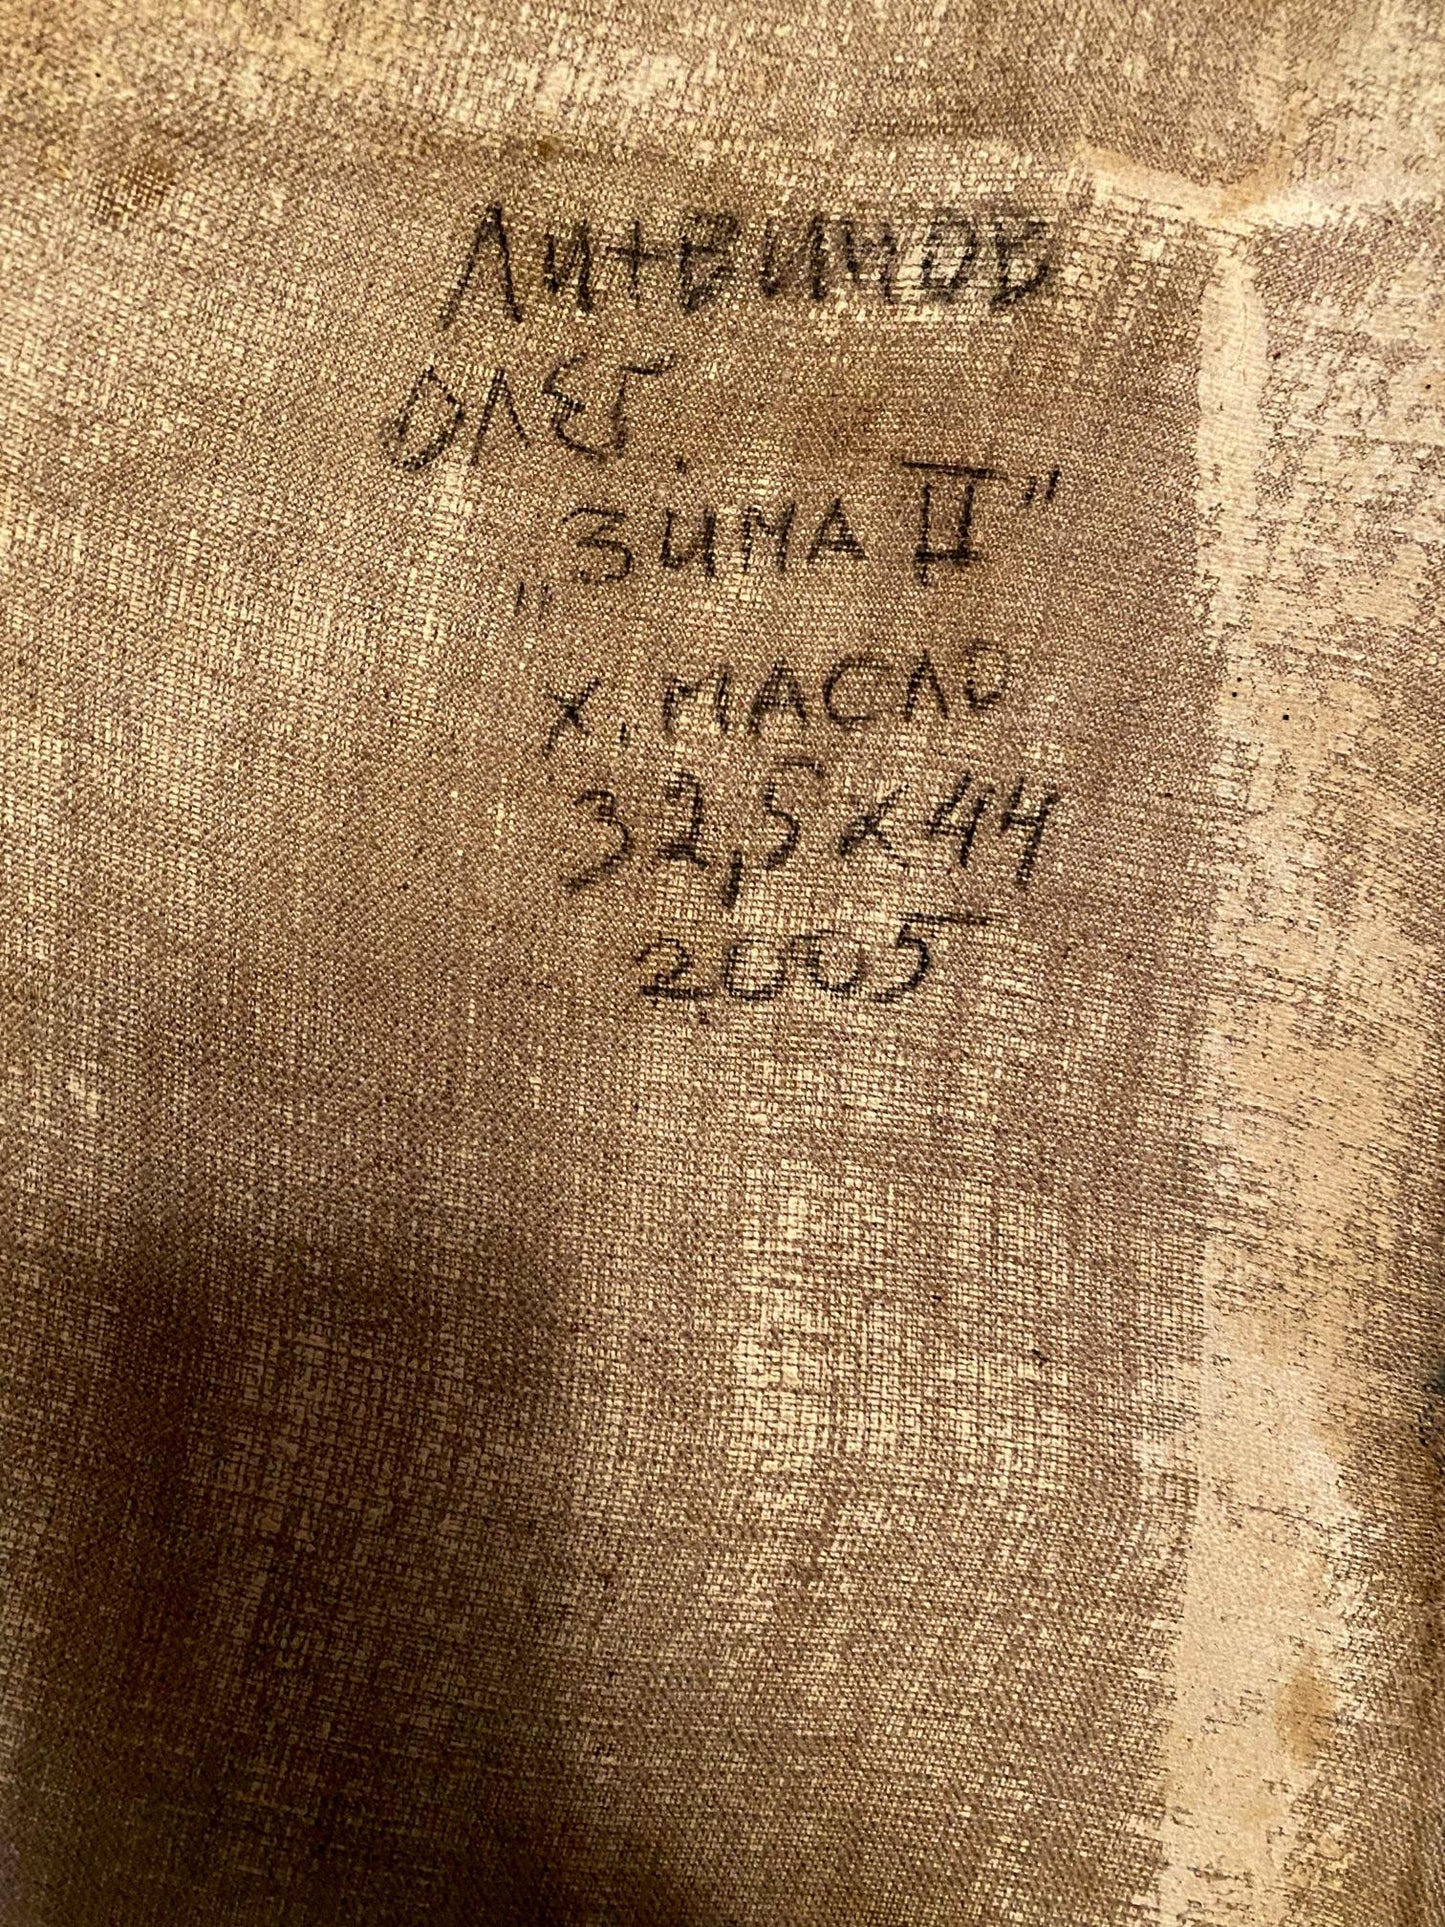 ЛИТВИНОВ
ОЛЕГ.
„ЗИМА II”
Х. МАСЛО
32,5 х 44
2005